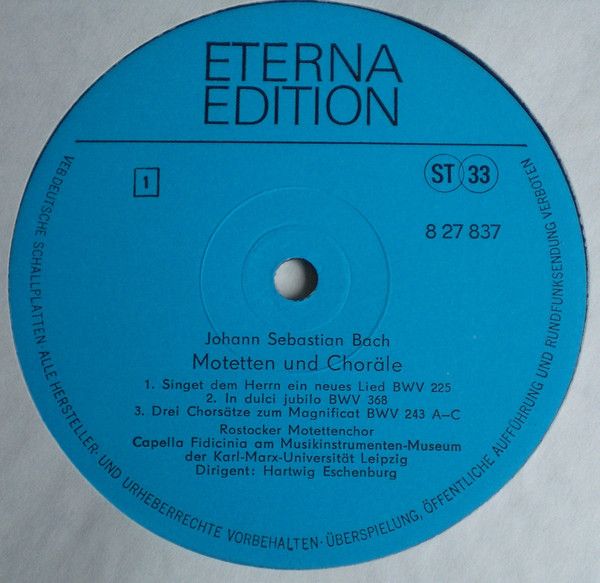 ETERNA
EDITION
1
ST 33
8 27 837
Johann Sebastian Bach
Motetten und Choräle
1. Singet dem Herrn ein neues Lied BWV 225
2. In dulci jubilo BWV 368
3. Drei Chorsätze zum Magnificat BWV 243 A–C
Rostocker Motettenchor
Capella Fidicinia am Musikinstrumenten-Museum
der Karl-Marx-Universität Leipzig
Dirigent: Hartwig Eschenburg
VEB DEUTSCHE SCHALLPLATTEN · ALLE HERSTELLER- UND URHEBERRECHTE VORBEHALTEN · ÜBERSPIELUNG, ÖFFENTLICHE AUFFÜHRUNG UND RUNDFUNKSENDUNG VERBOTEN